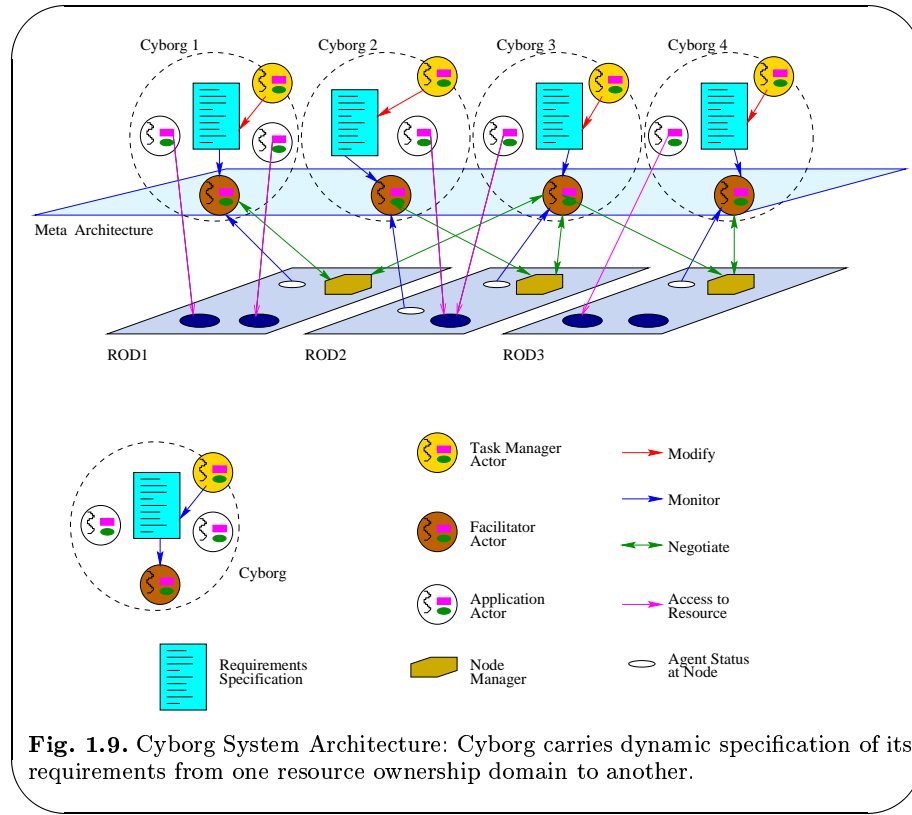 Cyborg 1
Cyborg 2
Cyborg 3
Cyborg 4
Meta Architecture
ROD1
ROD2
ROD3
Cyborg
Task Manager
Actor
Modify
Monitor
Facilitator
Actor
Negotiate
Application
Actor
Access to
Resource
Requirements
Specification
Node
Manager
Agent Status
at Node
Fig. 1.9. Cyborg System Architecture: Cyborg carries dynamic specification of its
requirements from one resource ownership domain to another.